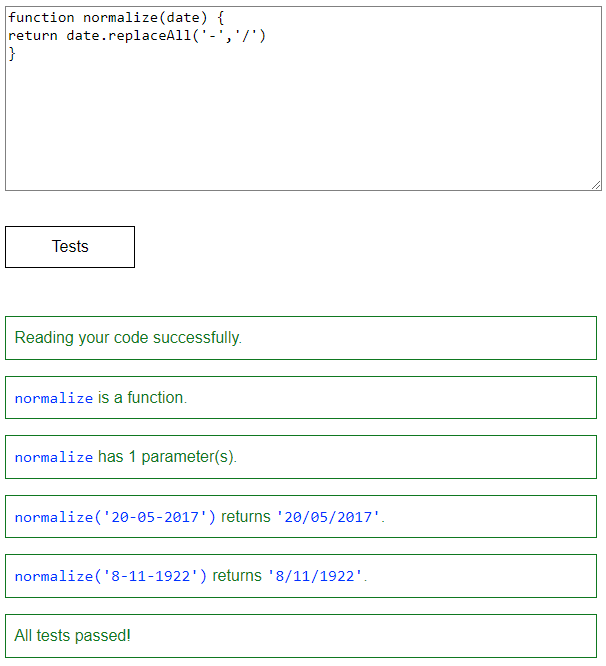 function normalize(date) {
return date.replaceAll('-','/')
}
Tests
Reading your code successfully.
normalize is a function.
normalize has 1 parameter(s).
normalize('20-05-2017') returns '20/05/2017'.
normalize('8-11-1922') returns '8/11/1922'.
All tests passed!